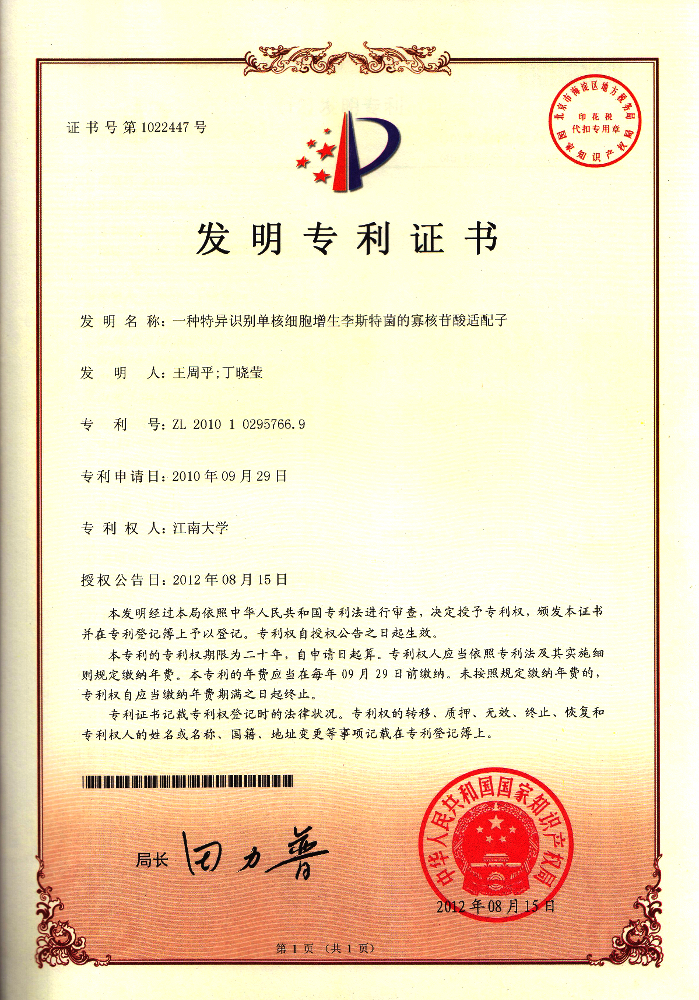 证书号第1022447号
北京市海淀区地方税务局
印花税
代扣专用章
国家知识产权局
发明专利证书
发明名称：一种特异识别单核细胞增生李斯特菌的寡核苷酸适配子
发明人：王周平;丁晓莹
专利号：ZL 2010 1 0295766.9
专利申请日：2010年09月29日
专利权人：江南大学
授权公告日：2012年08月15日
本发明经过本局依照中华人民共和国专利法进行审查，决定授予专利权，颁发本证书
并在专利登记簿上予以登记。专利权自授权公告之日起生效。
本专利的专利权期限为二十年，自申请日起算。专利权人应当依照专利法及其实施细
则规定缴纳年费。本专利的年费应当在每年09月29日前缴纳。未按照规定缴纳年费的，
专利权自应当缴纳年费期满之日起终止。
专利证书记载专利权登记时的法律状况。专利权的转移、质押、无效、终止、恢复和
专利权人的姓名或名称、国籍、地址变更等事项记载在专利登记簿上。
局长 田力普
中华人民共和国国家知识产权局
2012年08月15日
第1页（共1页）